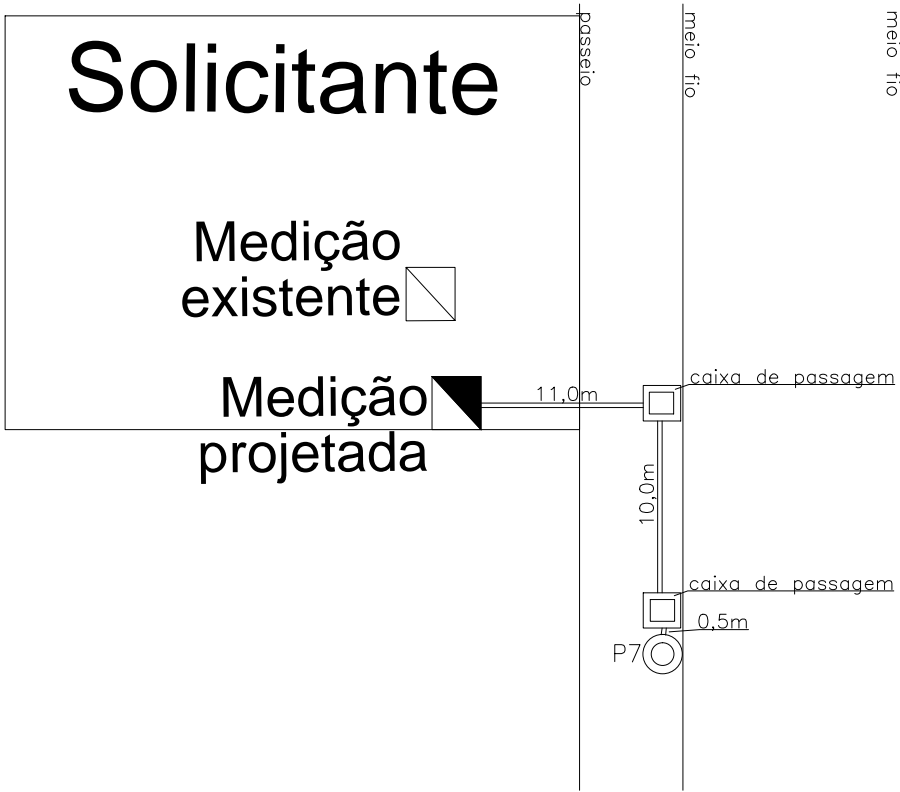 Solicitante
passeio
meio fio
meio fio
Medição
existente
Medição
projetada
11,0m
caixa de passagem
10,0m
caixa de passagem
0,5m
P7